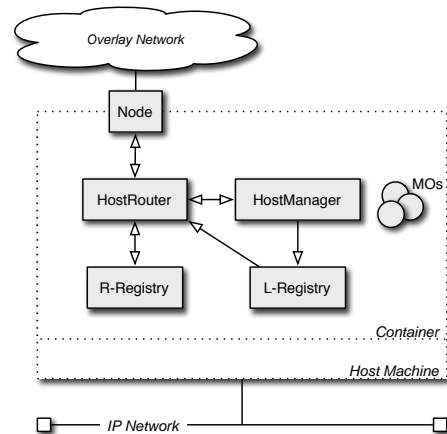 Overlay Network
Node
HostRouter
HostManager
MOs
R-Registry
L-Registry
Container
Host Machine
IP Network